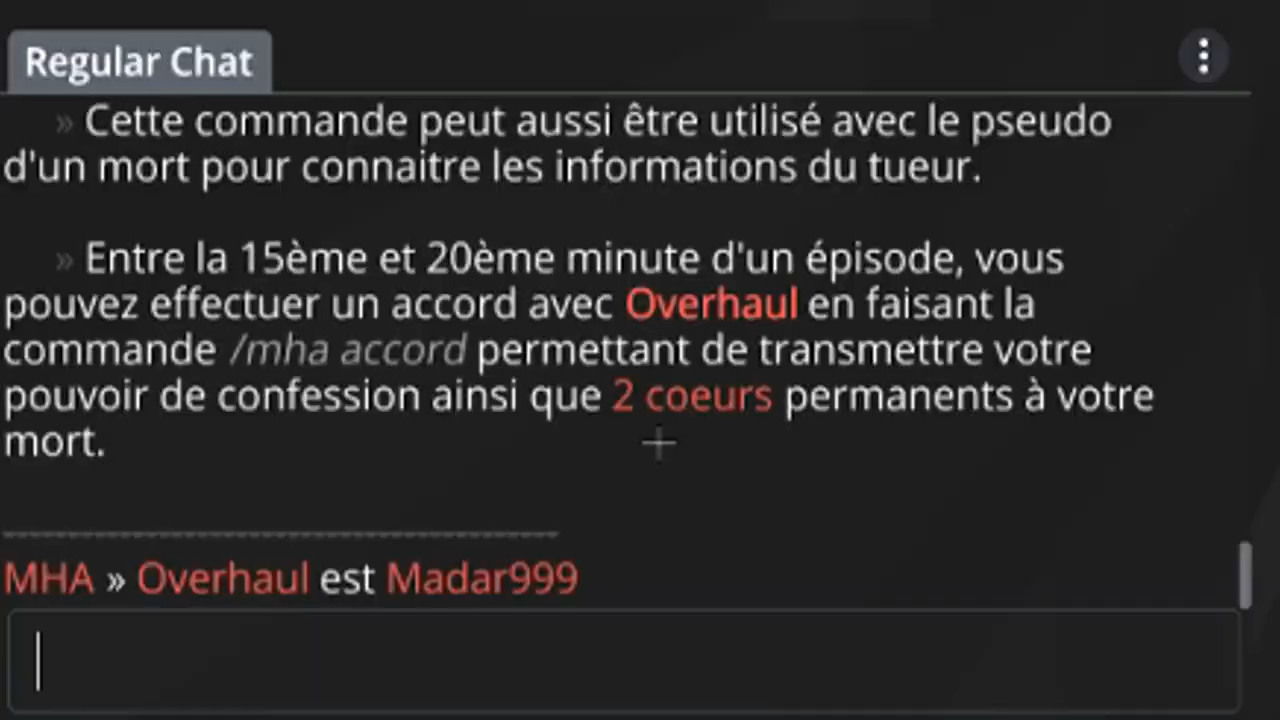 Regular Chat
» Cette commande peut aussi être utilisé avec le pseudo
d'un mort pour connaitre les informations du tueur.
» Entre la 15ème et 20ème minute d'un épisode, vous
pouvez effectuer un accord avec Overhaul en faisant la
commande /mha accord permettant de transmettre votre
pouvoir de confession ainsi que 2 coeurs permanents à votre
mort.
MHA » Overhaul est Madar999